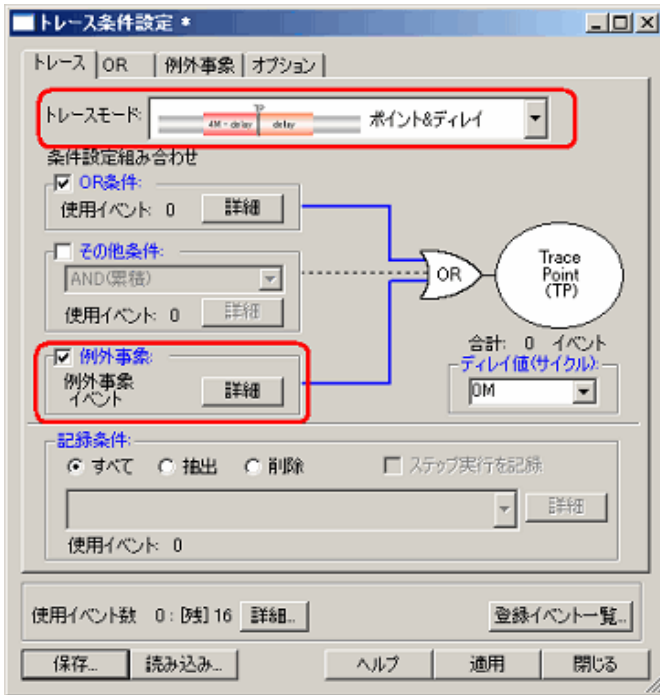 トレース条件設定 *
トレース OR 例外事象 オプション
トレースモード: 4M - delay TP delay ポイント&ディレイ
条件設定組み合わせ
OR条件:
使用イベント: 0 詳細
その他条件:
AND(累積)
使用イベント: 0 詳細
例外事象:
例外事象
イベント 詳細
OR
Trace
Point
(TP)
合計: 0 イベント
ディレイ値(サイクル):
0M
記録条件:
すべて 抽出 削除 ステップ実行を記録
詳細
使用イベント: 0
使用イベント数 0 : [残] 16 詳細... 登録イベント一覧...
保存... 読み込み... ヘルプ 適用 閉じる